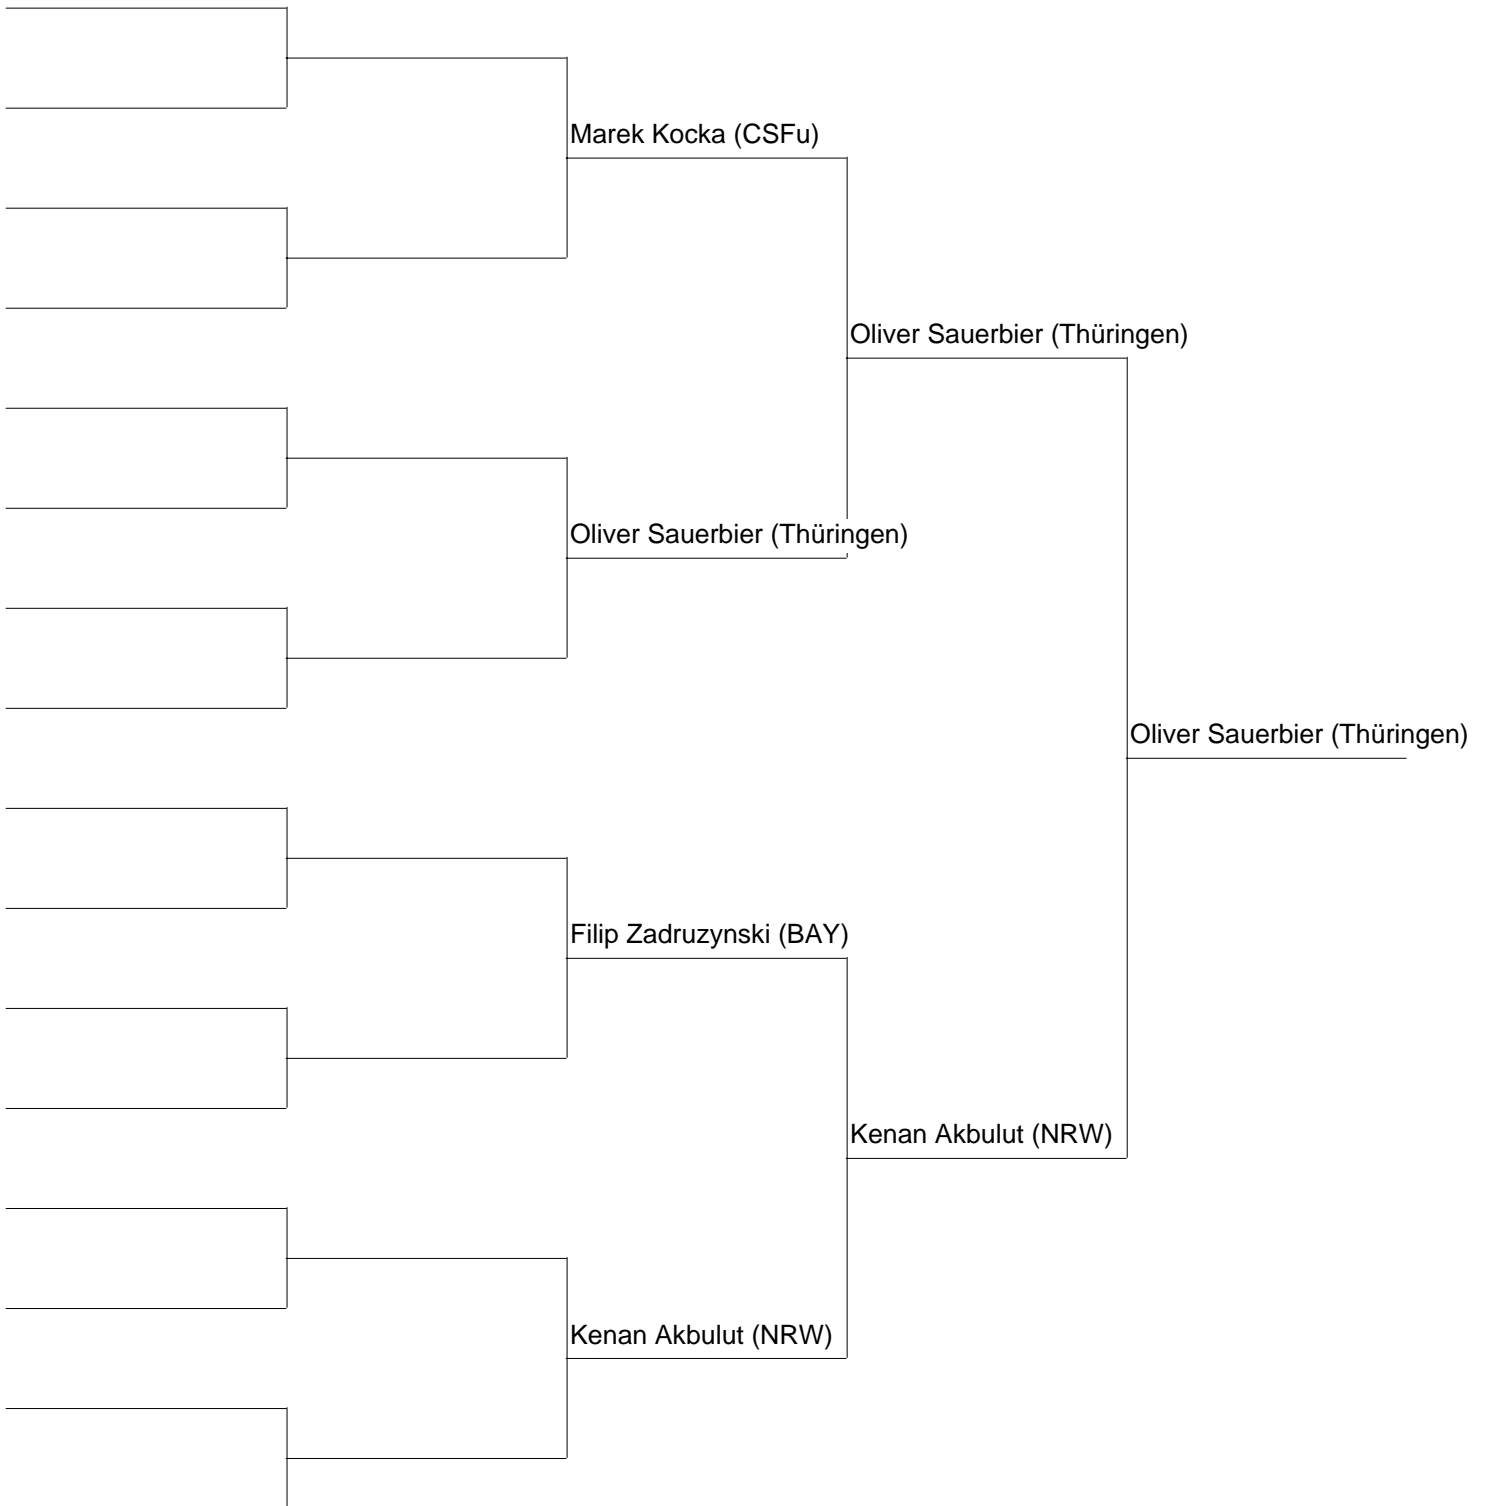 Marek Kocka (CSFu)
Oliver Sauerbier (Thüringen)
Oliver Sauerbier (Thüringen)
Oliver Sauerbier (Thüringen)
Filip Zadruzynski (BAY)
Kenan Akbulut (NRW)
Kenan Akbulut (NRW)